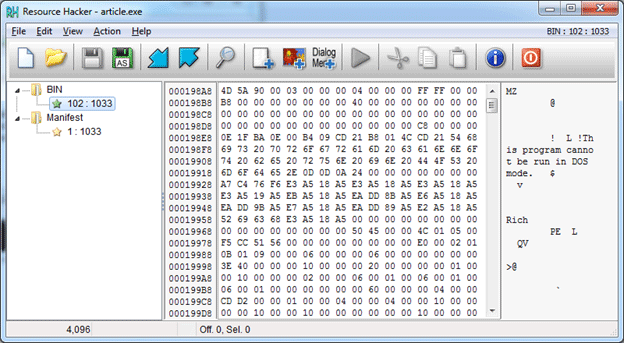 Resource Hacker - article.exe
File Edit View Action Help
BIN : 102 : 1033
AS
Dialog
Menu
BIN
102 : 1033
Manifest
1 : 1033
000198A8 4D 5A 90 00 03 00 00 00 04 00 00 00 FF FF 00 00 MZ
000198B8 B8 00 00 00 00 00 00 00 40 00 00 00 00 00 00 00 @
000198C8 00 00 00 00 00 00 00 00 00 00 00 00 00 00 00 00
000198D8 00 00 00 00 00 00 00 00 00 00 00 00 C8 00 00 00
000198E8 0E 1F BA 0E 00 B4 09 CD 21 B8 01 4C CD 21 54 68 ! L !Th
000198F8 69 73 20 70 72 6F 67 72 61 6D 20 63 61 6E 6E 6F is program canno
00019908 74 20 62 65 20 72 75 6E 20 69 6E 20 44 4F 53 20 t be run in DOS
00019918 6D 6F 64 65 2E 0D 0D 0A 24 00 00 00 00 00 00 00 mode. $
00019928 A7 C4 76 F6 E3 A5 18 A5 E3 A5 18 A5 E3 A5 18 A5 v
00019938 E3 A5 19 A5 EB A5 18 A5 EA DD 8B A5 E6 A5 18 A5
00019948 EA DD 9B A5 E7 A5 18 A5 EA DD 89 A5 E2 A5 18 A5
00019958 52 69 63 68 E3 A5 18 A5 00 00 00 00 00 00 00 00 Rich
00019968 00 00 00 00 00 00 00 00 50 45 00 00 4C 01 05 00 PE L
00019978 F5 CC 51 56 00 00 00 00 00 00 00 00 E0 00 02 01 QV
00019988 0B 01 09 00 00 06 00 00 00 06 00 00 00 00 00 00
00019998 3E 40 00 00 00 10 00 00 00 20 00 00 00 00 01 00 >@
000199A8 00 10 00 00 00 02 00 00 06 00 01 00 06 00 01 00
000199B8 06 00 01 00 00 00 00 00 00 60 00 00 00 04 00 00 `
000199C8 CD D2 00 00 01 00 00 04 00 00 04 00 00 10 00 00
000199D8 00 00 10 00 00 10 00 00 00 00 00 00 10 00 00 00
4,096
Off. 0, Sel. 0